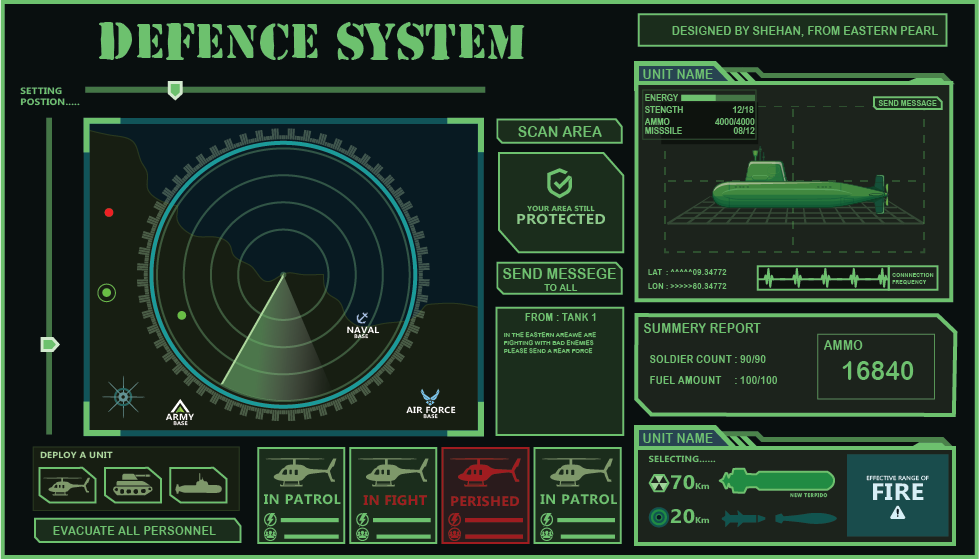 DEFENCE SYSTEM
DESIGNED BY SHEHAN, FROM EASTERN PEARL
SETTING
POSTION.....
NAVAL
BASE
AIR FORCE
BASE
ARMY
BASE
SCAN AREA
YOUR AREA STILL
PROTECTED
SEND MESSEGE
TO ALL
FROM : TANK 1
IN THE EASTERN AREAWE ARE
FIGHTING WITH BAD ENEMIES
PLEASE SEND A REAR FORCE
UNIT NAME
ENERGY
STENGTH 12/18
AMMO 4000/4000
MISSSILE 08/12
SEND MESSAGE
LAT : ^^^^^09.34772
LON : >>>>>80.34772
CONNNECTION
FREQUENCY
SUMMERY REPORT
SOLDIER COUNT : 90/90
FUEL AMOUNT : 100/100
AMMO
16840
DEPLOY A UNIT
EVACUATE ALL PERSONNEL
IN PATROL
IN FIGHT
PERISHED
IN PATROL
UNIT NAME
SELECTING......
70Km
NEW TERPIDO
20Km
EFFECTIVE RANGE OF
FIRE